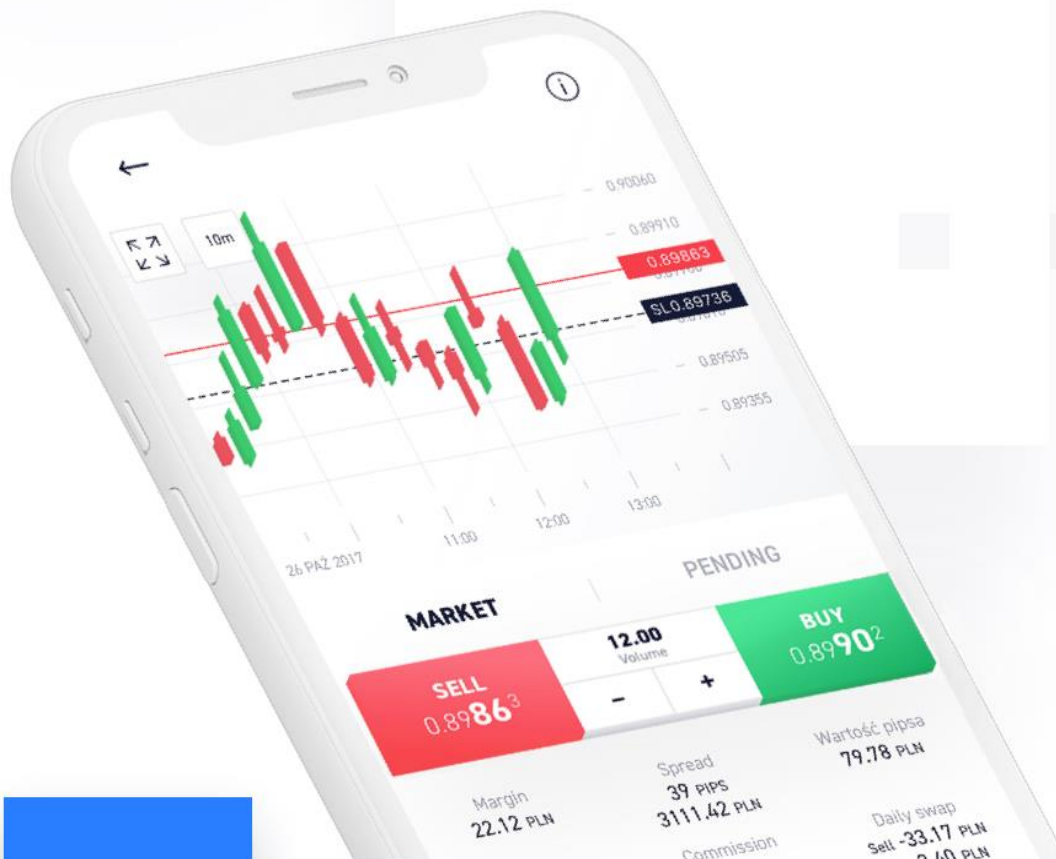 10m
0.90060
0.89910
0.89863
SL0.89736
0.89505
0.89355
26 PAŹ 2017
11:00
12:00
13:00
MARKET
PENDING
SELL
0.89863
12.00
Volume
-
+
BUY
0.89902
Margin
22.12 PLN
Spread
39 PIPS
3111.42 PLN
Wartość pipsa
79.78 PLN
Commission
Daily swap
Sell -33.17 PLN